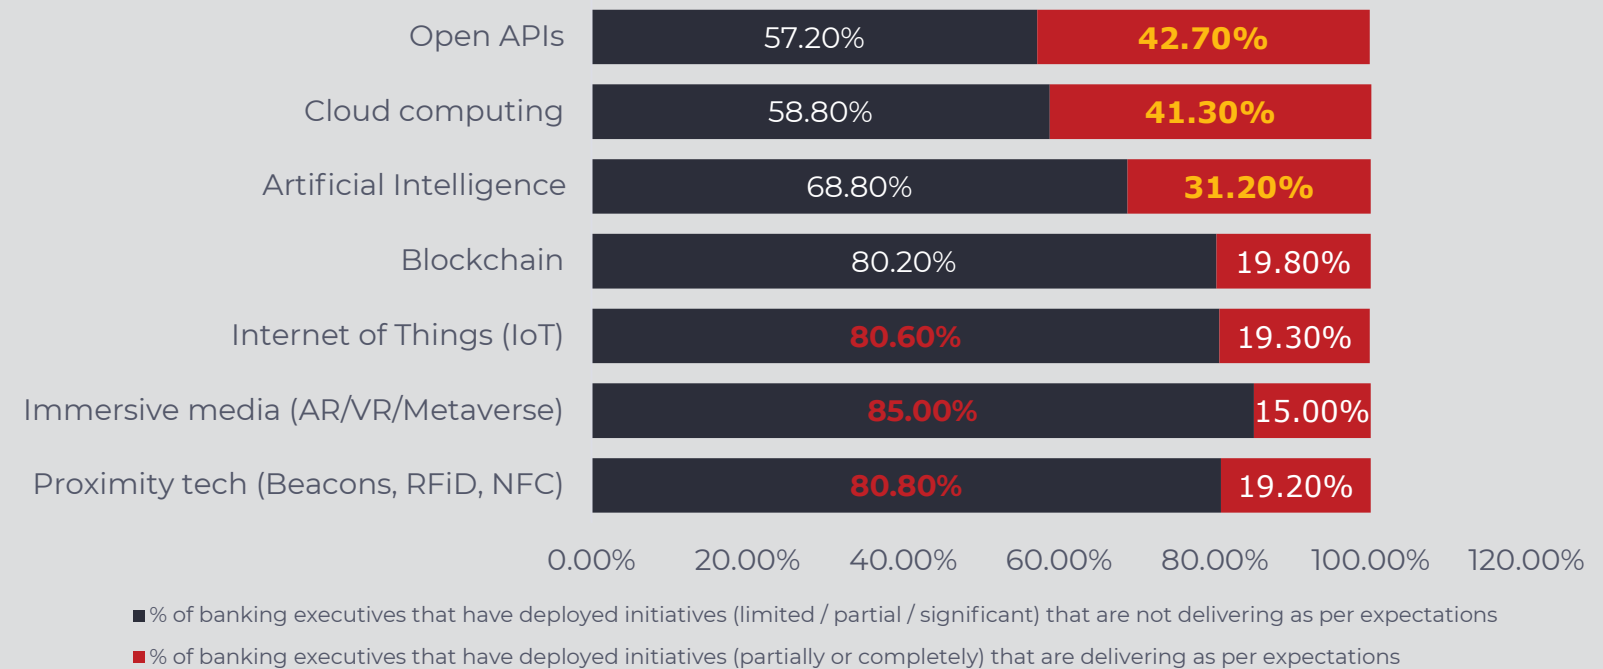 Open APIs 57.20% 42.70%
Cloud computing 58.80% 41.30%
Artificial Intelligence 68.80% 31.20%
Blockchain 80.20% 19.80%
Internet of Things (IoT) 80.60% 19.30%
Immersive media (AR/VR/Metaverse) 85.00% 15.00%
Proximity tech (Beacons, RFiD, NFC) 80.80% 19.20%
0.00% 20.00% 40.00% 60.00% 80.00% 100.00% 120.00%
% of banking executives that have deployed initiatives (limited / partial / significant) that are not delivering as per expectations
% of banking executives that have deployed initiatives (partially or completely) that are delivering as per expectations